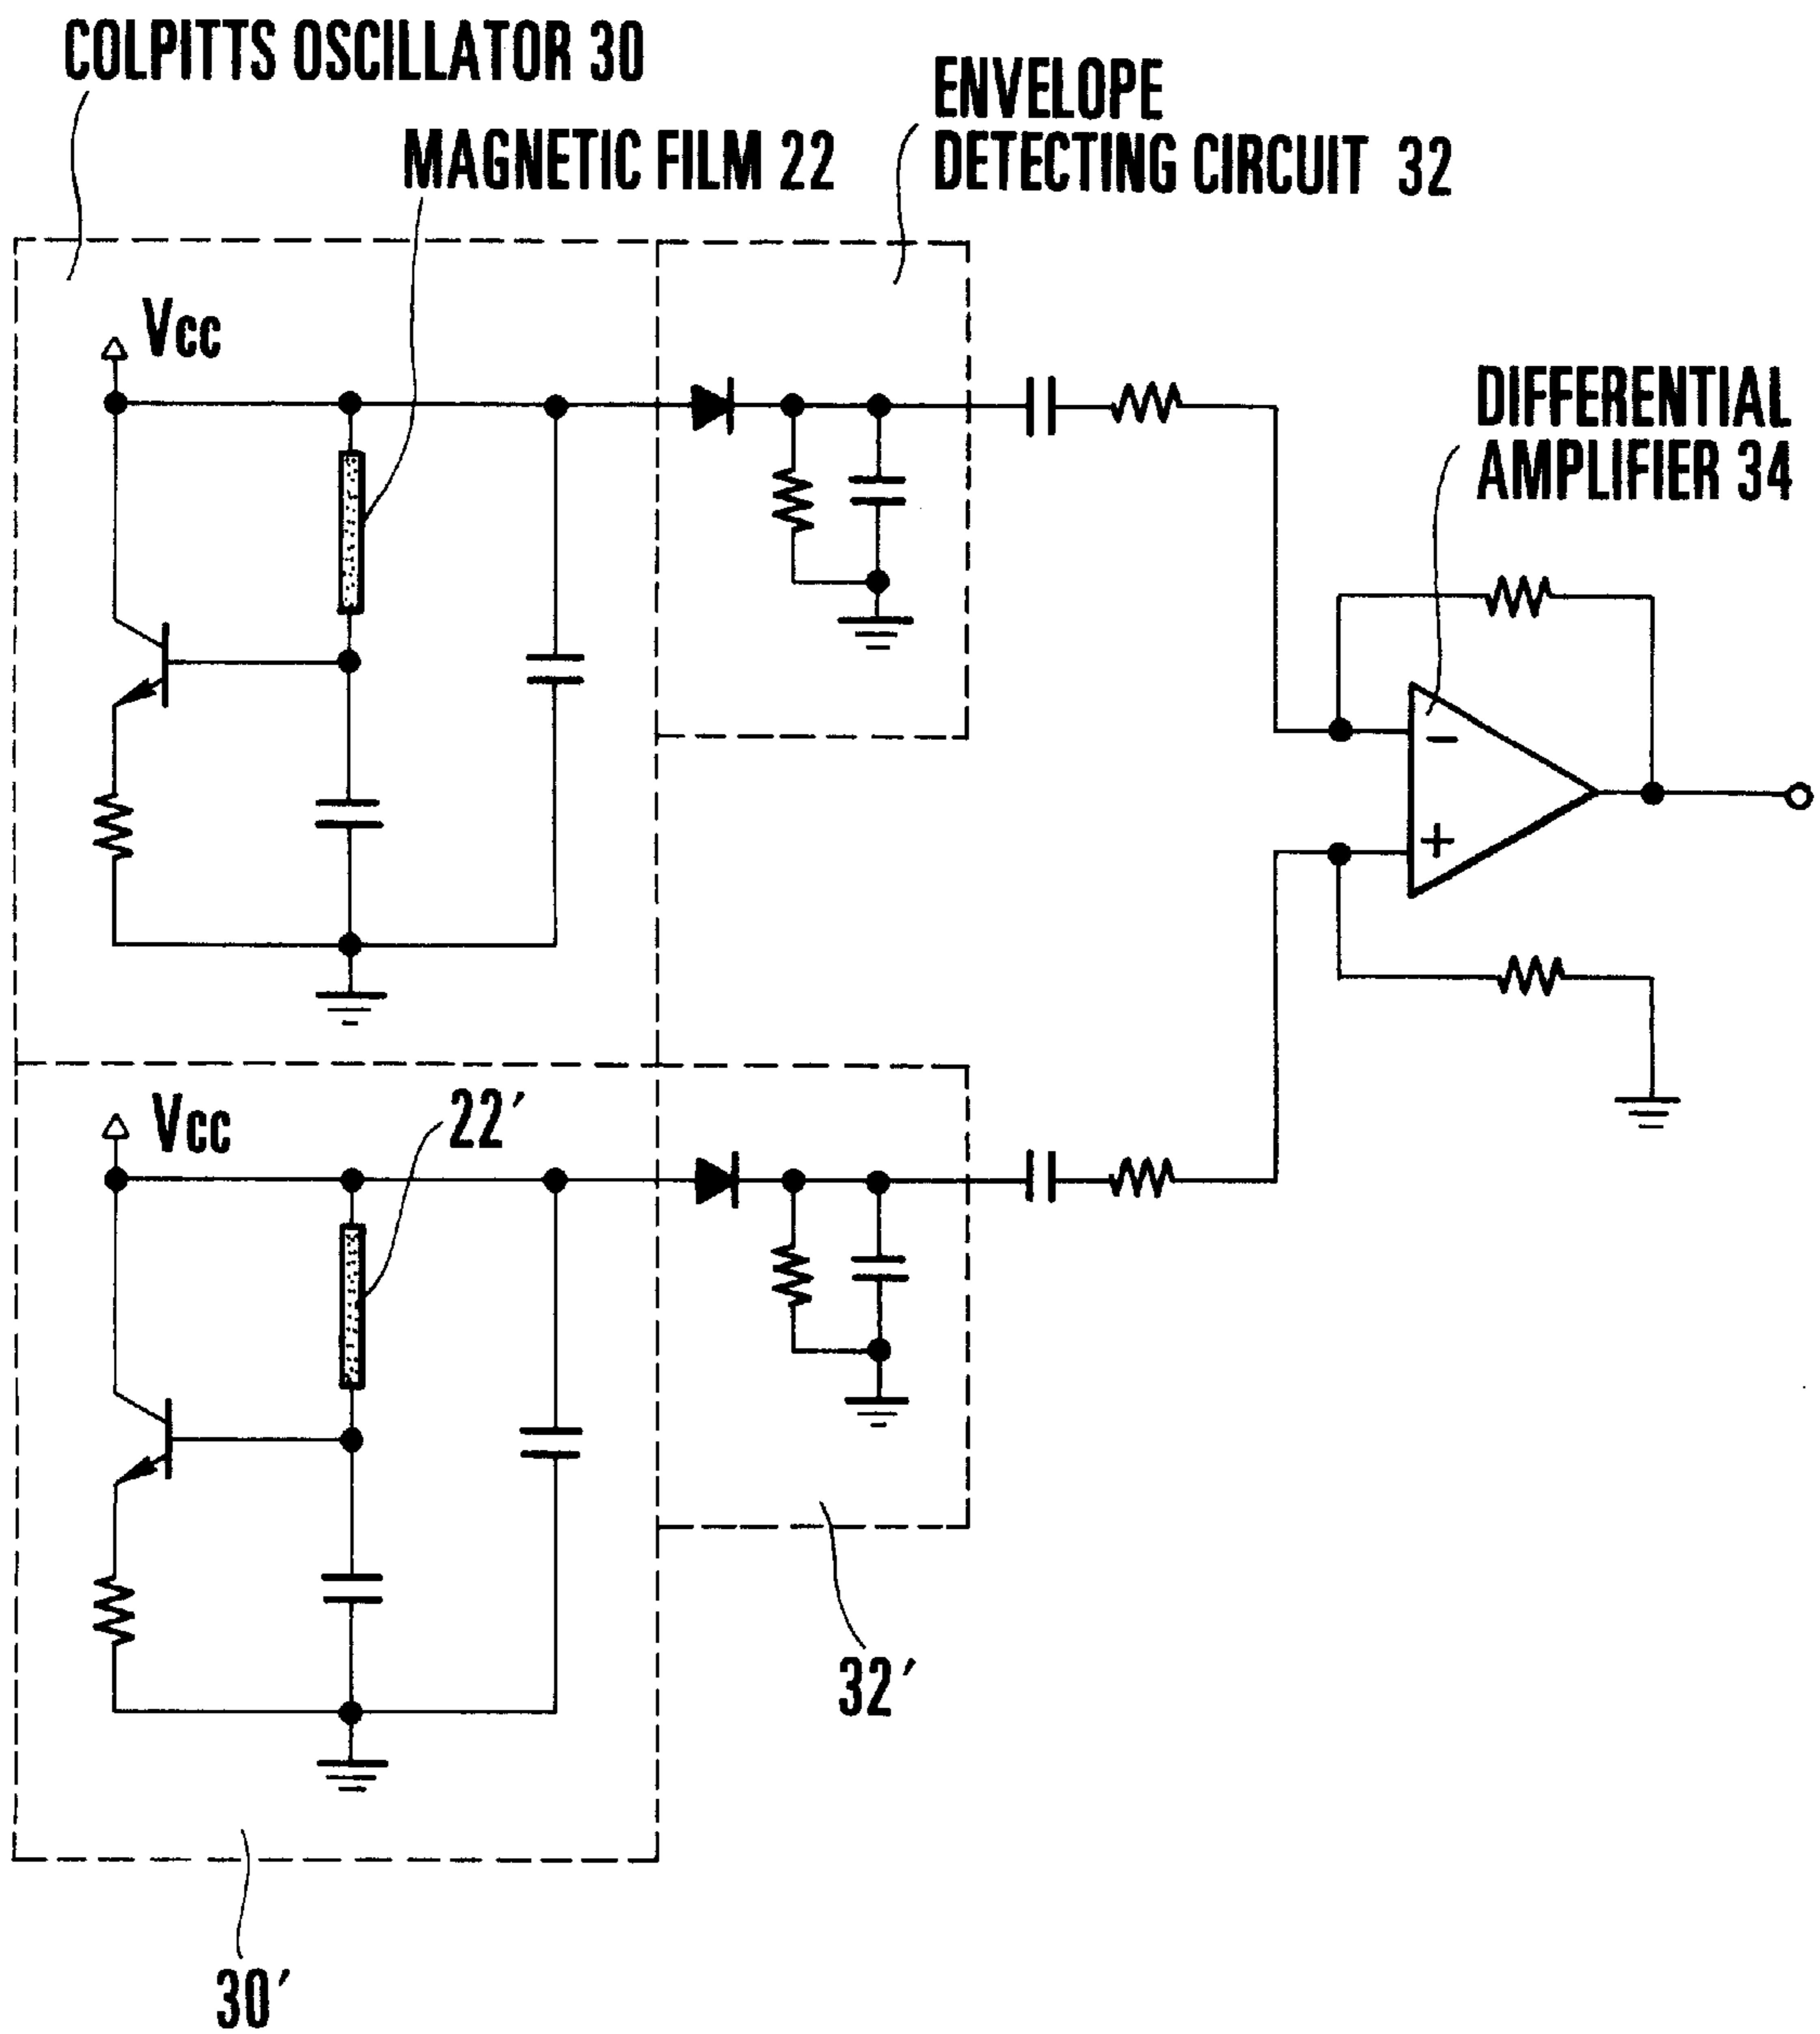 COLPITTS OSCILLATOR 30
ENVELOPE
DETECTING CIRCUIT 32
MAGNETIC FILM 22
Vcc
DIFFERENTIAL
AMPLIFIER 34
−
+
Vcc
22′
32′
30′